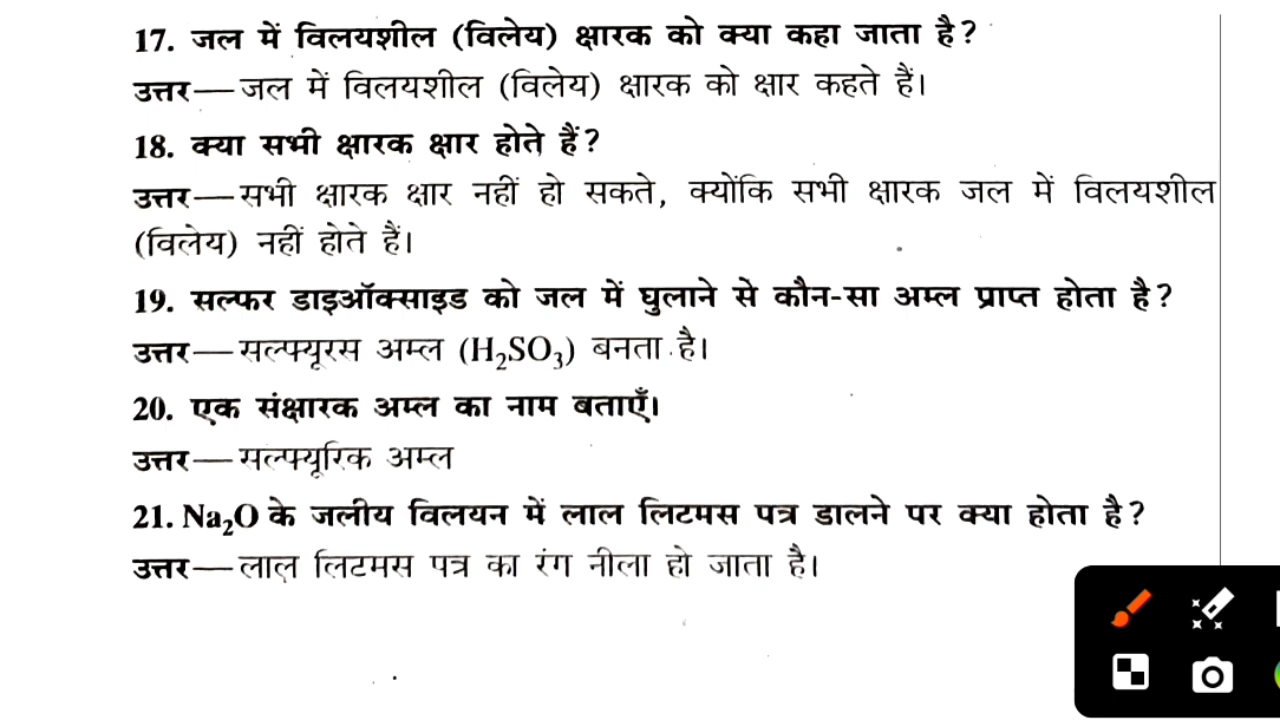 17. जल में विलयशील (विलेय) क्षारक को क्या कहा जाता है?
उत्तर—जल में विलयशील (विलेय) क्षारक को क्षार कहते हैं।
18. क्या सभी क्षारक क्षार होते हैं?
उत्तर—सभी क्षारक क्षार नहीं हो सकते, क्योंकि सभी क्षारक जल में विलयशील
(विलेय) नहीं होते हैं।
19. सल्फर डाइऑक्साइड को जल में घुलाने से कौन-सा अम्ल प्राप्त होता है?
उत्तर—सल्फ्यूरस अम्ल (H₂SO₃) बनता है।
20. एक संक्षारक अम्ल का नाम बताएँ।
उत्तर—सल्फ्यूरिक अम्ल
21. Na₂O के जलीय विलयन में लाल लिटमस पत्र डालने पर क्या होता है?
उत्तर—लाल लिटमस पत्र का रंग नीला हो जाता है।